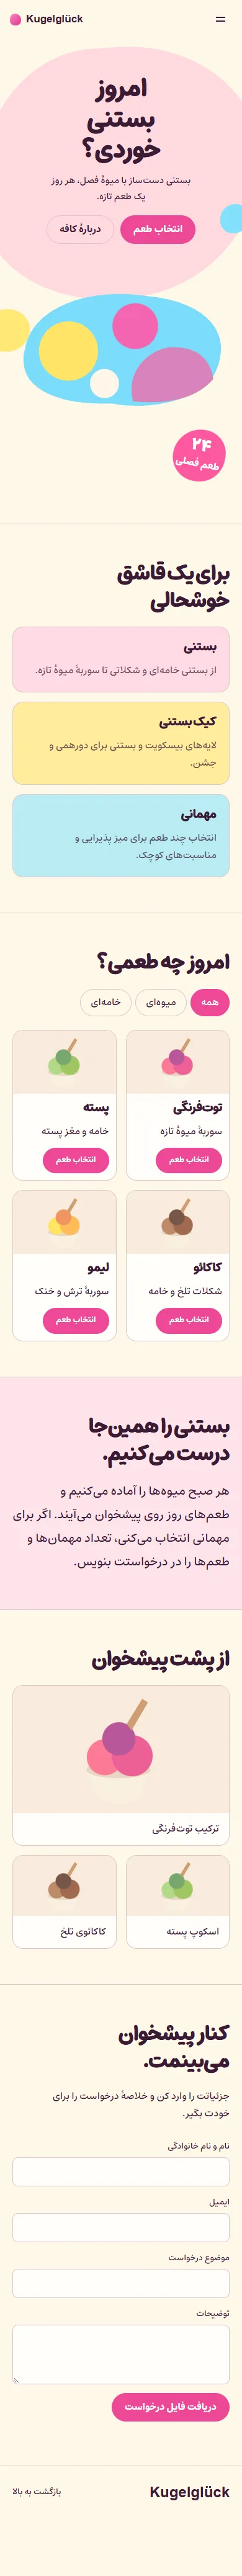 Kugelglück
امروز
بستنی
خوردی؟
بستنی دست‌ساز با میوهٔ فصل، هر روز
یک طعم تازه.
انتخاب طعم
دربارهٔ کافه
۲۴
طعم فصلی
برای یک قاشق
خوشحالی
بستنی
از بستنی خامه‌ای و شکلاتی تا سوربهٔ میوهٔ تازه.
کیک بستنی
لایه‌های بیسکویت و بستنی برای دورهمی و
جشن.
مهمانی
انتخاب چند طعم برای میز پذیرایی و
مناسبت‌های کوچک.
امروز چه طعمی؟
همه
میوه‌ای
خامه‌ای
توت‌فرنگی
سوربهٔ میوهٔ تازه
انتخاب طعم
پسته
خامه و مغز پسته
انتخاب طعم
کاکائو
شکلات تلخ و خامه
انتخاب طعم
لیمو
سوربهٔ ترش و خنک
انتخاب طعم
بستنی را همین‌جا
درست می‌کنیم.
هر صبح میوه‌ها را آماده می‌کنیم و
طعم‌های روز روی پیشخوان می‌آیند. اگر برای
مهمانی انتخاب می‌کنی، تعداد مهمان‌ها و
طعم‌ها را در درخواستت بنویس.
از پشت پیشخوان
ترکیب توت‌فرنگی
اسکوپ پسته
کاکائوی تلخ
کنار پیشخوان
می‌بینمت.
جزئیاتت را وارد کن و خلاصهٔ درخواست را برای
خودت بگیر.
نام و نام خانوادگی
ایمیل
موضوع درخواست
توضیحات
دریافت فایل درخواست
Kugelglück
بازگشت به بالا